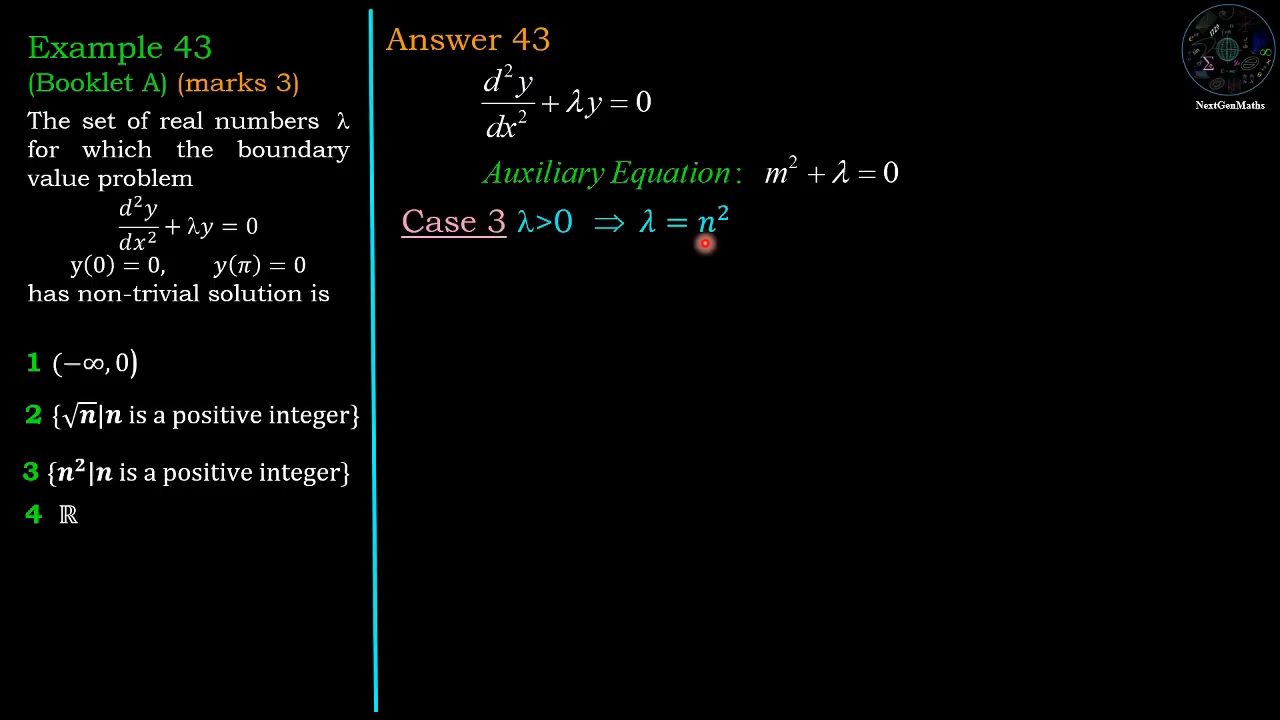 Example 43
(Booklet A) (marks 3)
The set of real numbers λ
for which the boundary
value problem
d²y/dx² + λy = 0
y(0) = 0, y(π) = 0
has non-trivial solution is
1 (−∞, 0)
2 {√n|n is a positive integer}
3 {n²|n is a positive integer}
4 ℝ
Answer 43
d²y/dx² + λy = 0
Auxiliary Equation: m² + λ = 0
Case 3 λ>0 ⇒ λ = n²
NextGenMaths